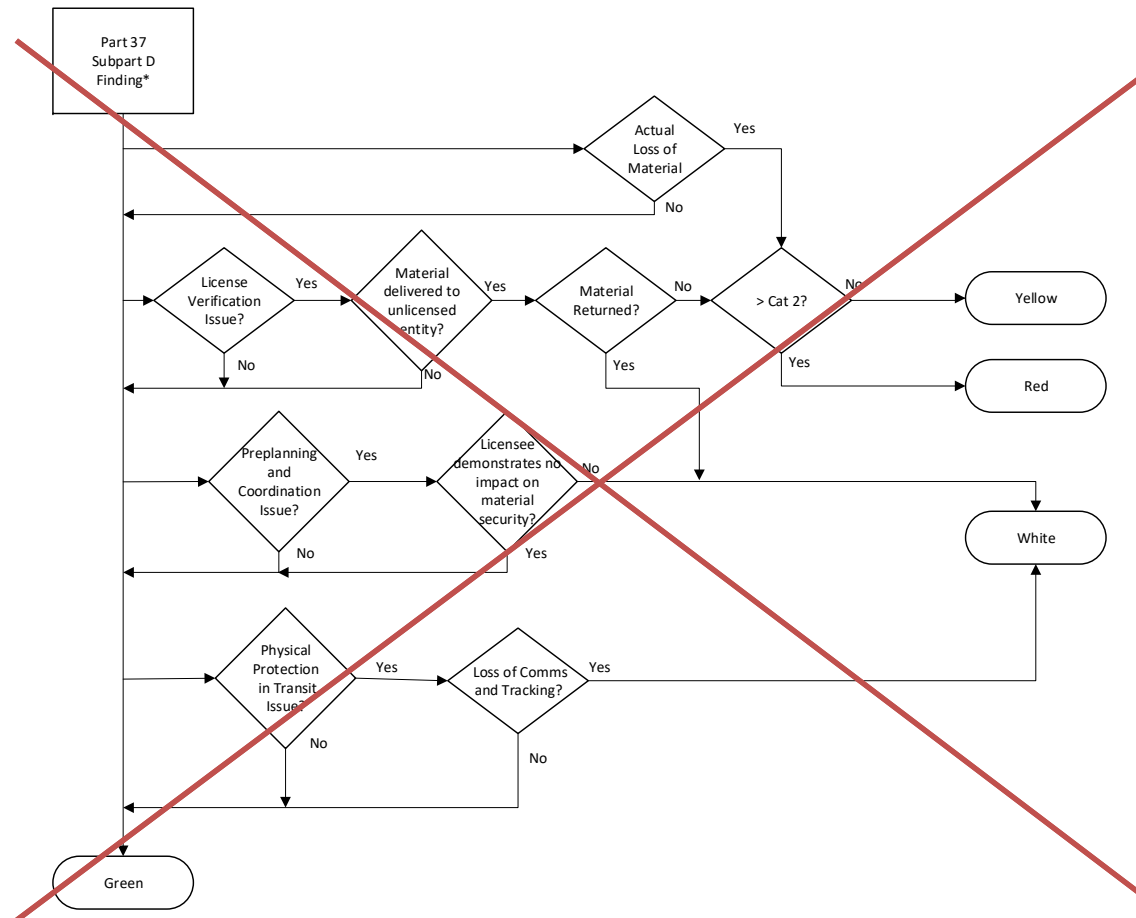 Part 37
Subpart D
Finding*
Actual
Loss of
Material
Yes
No
License
Verification
Issue?
Yes
No
Material
delivered to
unlicensed
entity?
Yes
No
Material
Returned?
No
Yes
> Cat 2?
No
Yes
Yellow
Red
Preplanning
and
Coordination
Issue?
Yes
No
Licensee
demonstrates no
impact on
material
security?
No
Yes
White
Physical
Protection
in Transit
Issue?
Yes
No
Loss of Comms
and Tracking?
Yes
No
Green